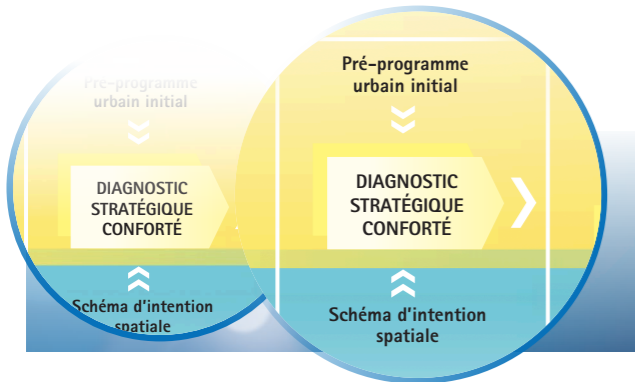 Pré-programme
urbain initial
DIAGNOSTIC
STRATÉGIQUE
CONFORTÉ
Schéma d'intention
spatiale
Pré-programme
urbain initial
DIAGNOSTIC
STRATÉGIQUE
CONFORTÉ
Schéma d'intention
spatiale